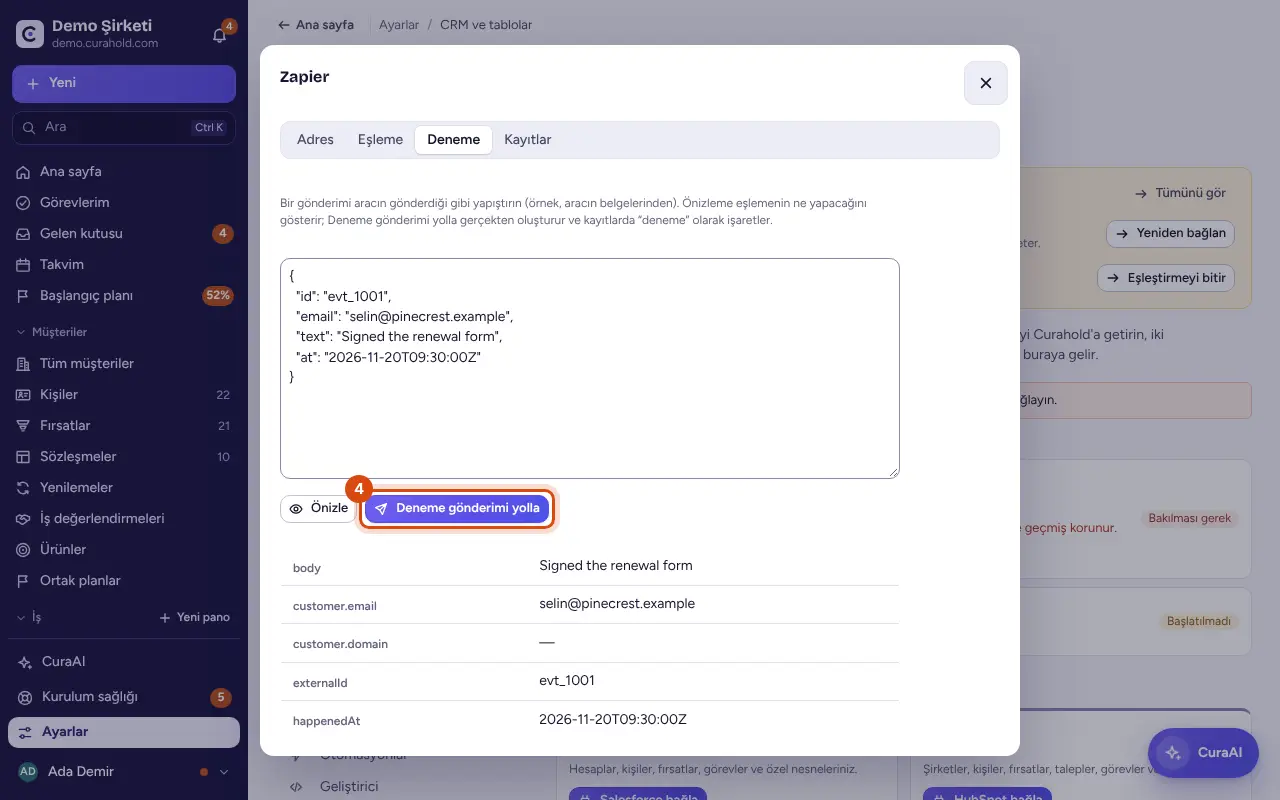 Demo Şirketi
demo.curahold.com
4
Yeni
Ara
Ctrl K
Ana sayfa
Görevlerim
Gelen kutusu
4
Takvim
Başlangıç planı
52%
Müşteriler
Tüm müşteriler
Kişiler
22
Fırsatlar
21
Sözleşmeler
10
Yenilemeler
İş değerlendirmeleri
Ürünler
Ortak planlar
İş
Yeni pano
CuraAI
Kurulum sağlığı
5
Ayarlar
AD
Ada Demir
Ana sayfa
Ayarlar / CRM ve tablolar
Zapier
Adres
Eşleme
Deneme
Kayıtlar
Bir gönderimi aracın gönderdiği gibi yapıştırın (örnek, aracın belgelerinden). Önizleme eşlemenin ne yapacağını
gösterir; Deneme gönderimi yolla gerçekten oluşturur ve kayıtlarda "deneme" olarak işaretler.
{
"id": "evt_1001",
"email": "selin@pinecrest.example",
"text": "Signed the renewal form",
"at": "2026-11-20T09:30:00Z"
}
Önizle
4
Deneme gönderimi yolla
body
Signed the renewal form
customer.email
selin@pinecrest.example
customer.domain
—
externalId
evt_1001
happenedAt
2026-11-20T09:30:00Z
Tümünü gör
eter.
Yeniden bağlan
Eşleştirmeyi bitir
yi Curahold'a getirin, iki
buraya gelir.
ğlayın.
e geçmiş korunur.
Bakılması gerek
Başlatılmadı
Otomasyonlar
Geliştirici
Hesaplar, kişiler, fırsatlar, görevler ve özel nesneleriniz.
Salesforce bağla
Şirketler, kişiler, fırsatlar, talepler, görevler ve
HubSpot bağla
CuraAI